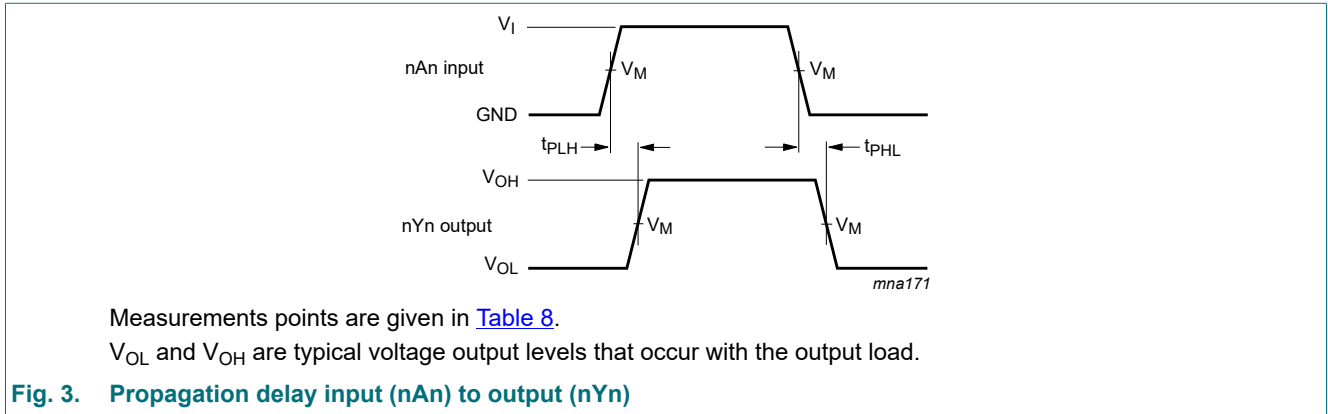 VI
nAn input
VM
VM
GND
tPLH
tPHL
VOH
nYn output
VM
VM
VOL
mna171
Measurements points are given in Table 8.
VOL and VOH are typical voltage output levels that occur with the output load.
Fig. 3. Propagation delay input (nAn) to output (nYn)